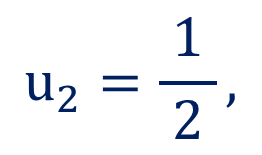 u₂ = 1/2,